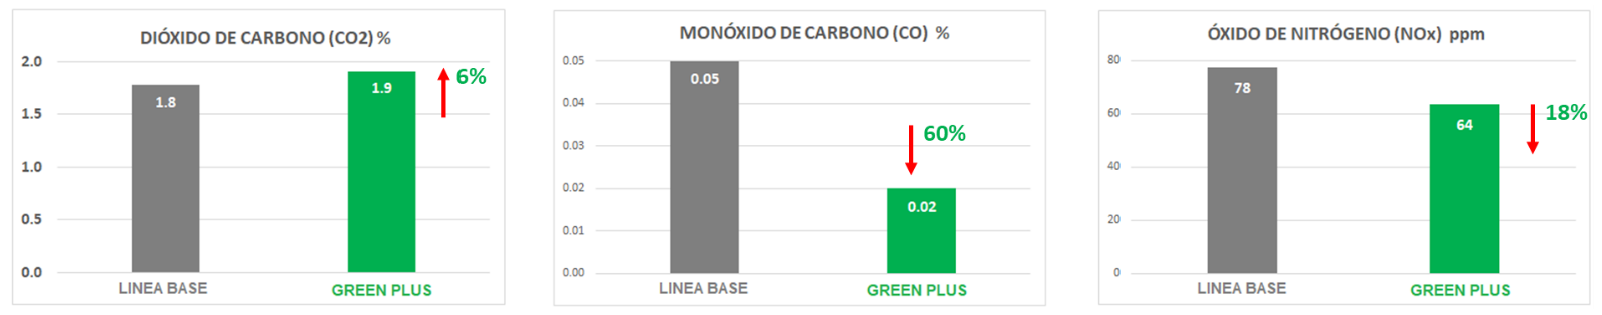 DIÓXIDO DE CARBONO (CO2) %
2.0
1.5
1.0
0.5
0.0
1.8
1.9
6%
LINEA BASE
GREEN PLUS
MONÓXIDO DE CARBONO (CO) %
0.05
0.04
0.03
0.02
0.01
0.00
0.05
0.02
60%
LINEA BASE
GREEN PLUS
ÓXIDO DE NITRÓGENO (NOx) ppm
80
60
40
20
0
78
64
18%
LINEA BASE
GREEN PLUS